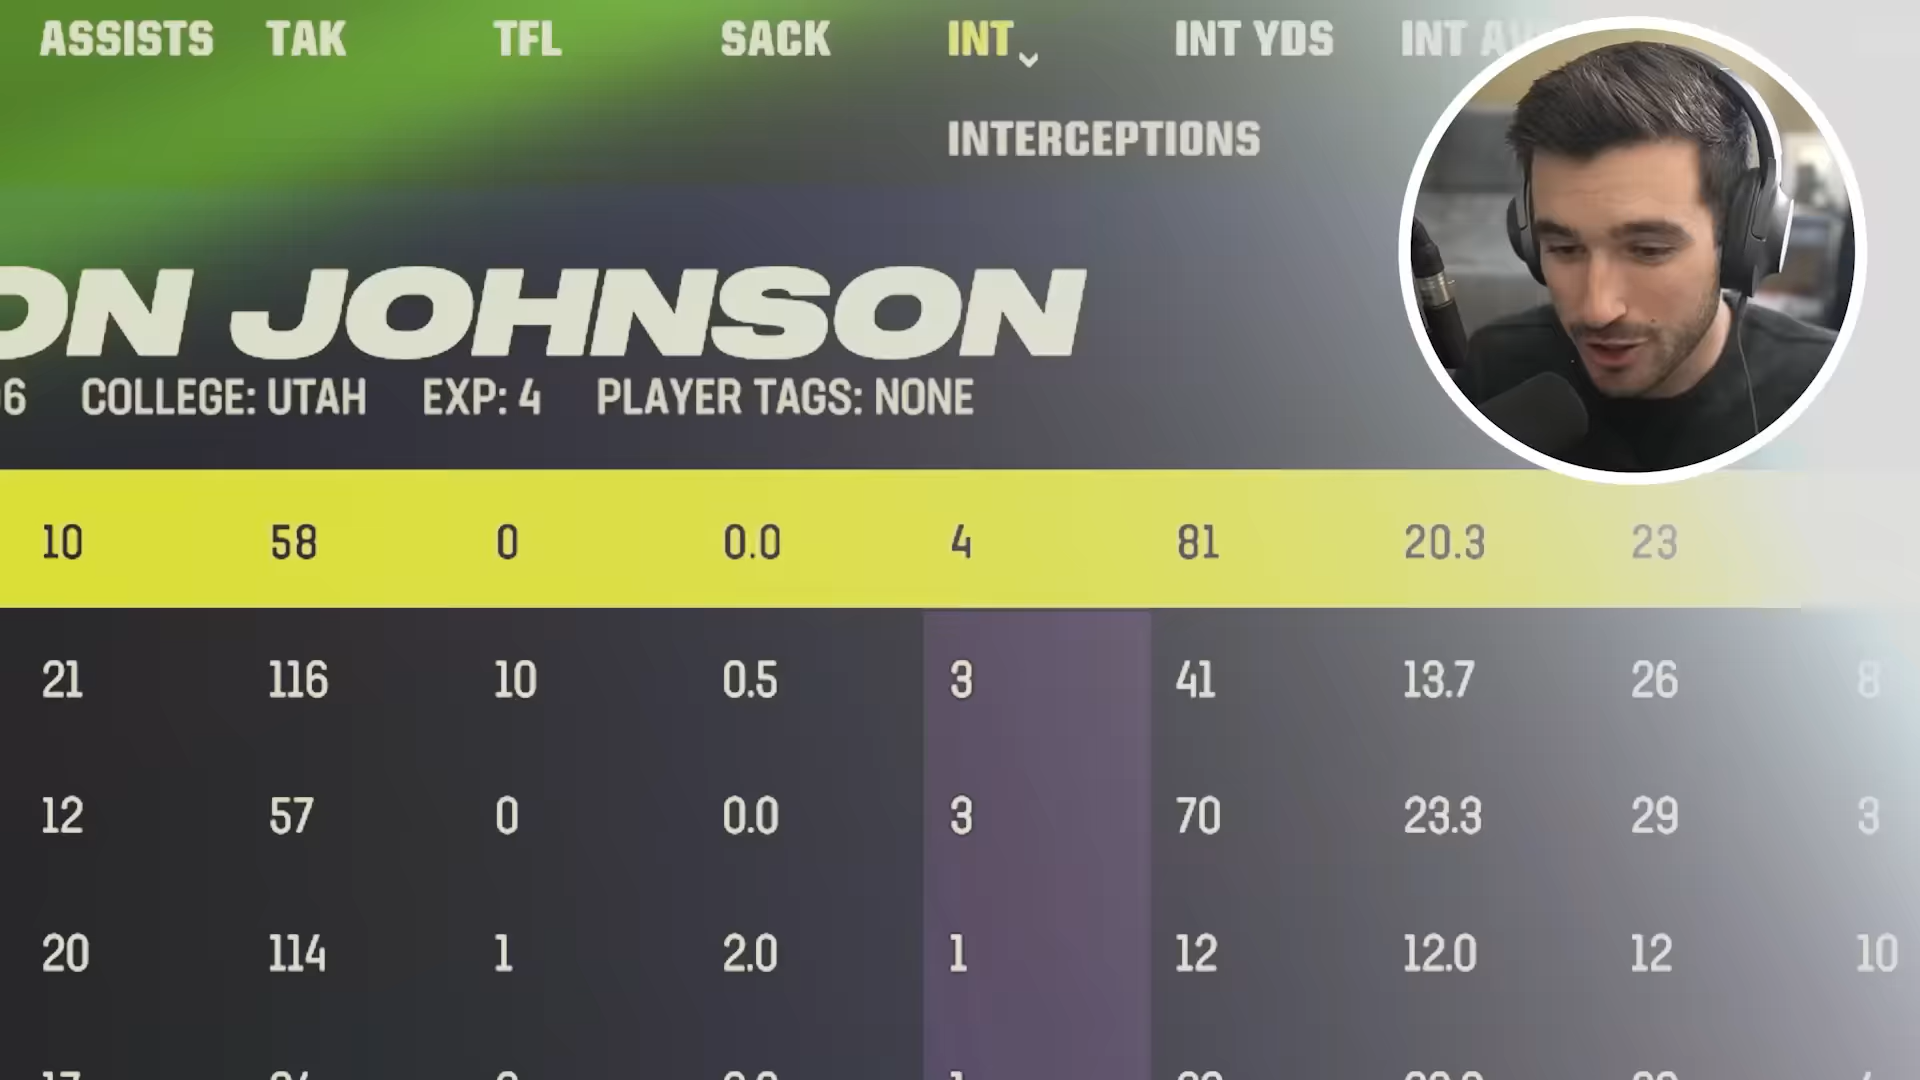 ASSISTS TAK TFL SACK INT INT YDS INT
INTERCEPTIONS
ON JOHNSON
6 COLLEGE: UTAH EXP: 4 PLAYER TAGS: NONE
10 58 0 0.0 4 81 20.3 23
21 116 10 0.5 3 41 13.7 26 8
12 57 0 0.0 3 70 23.3 29 3
20 114 1 2.0 1 12 12.0 12 10